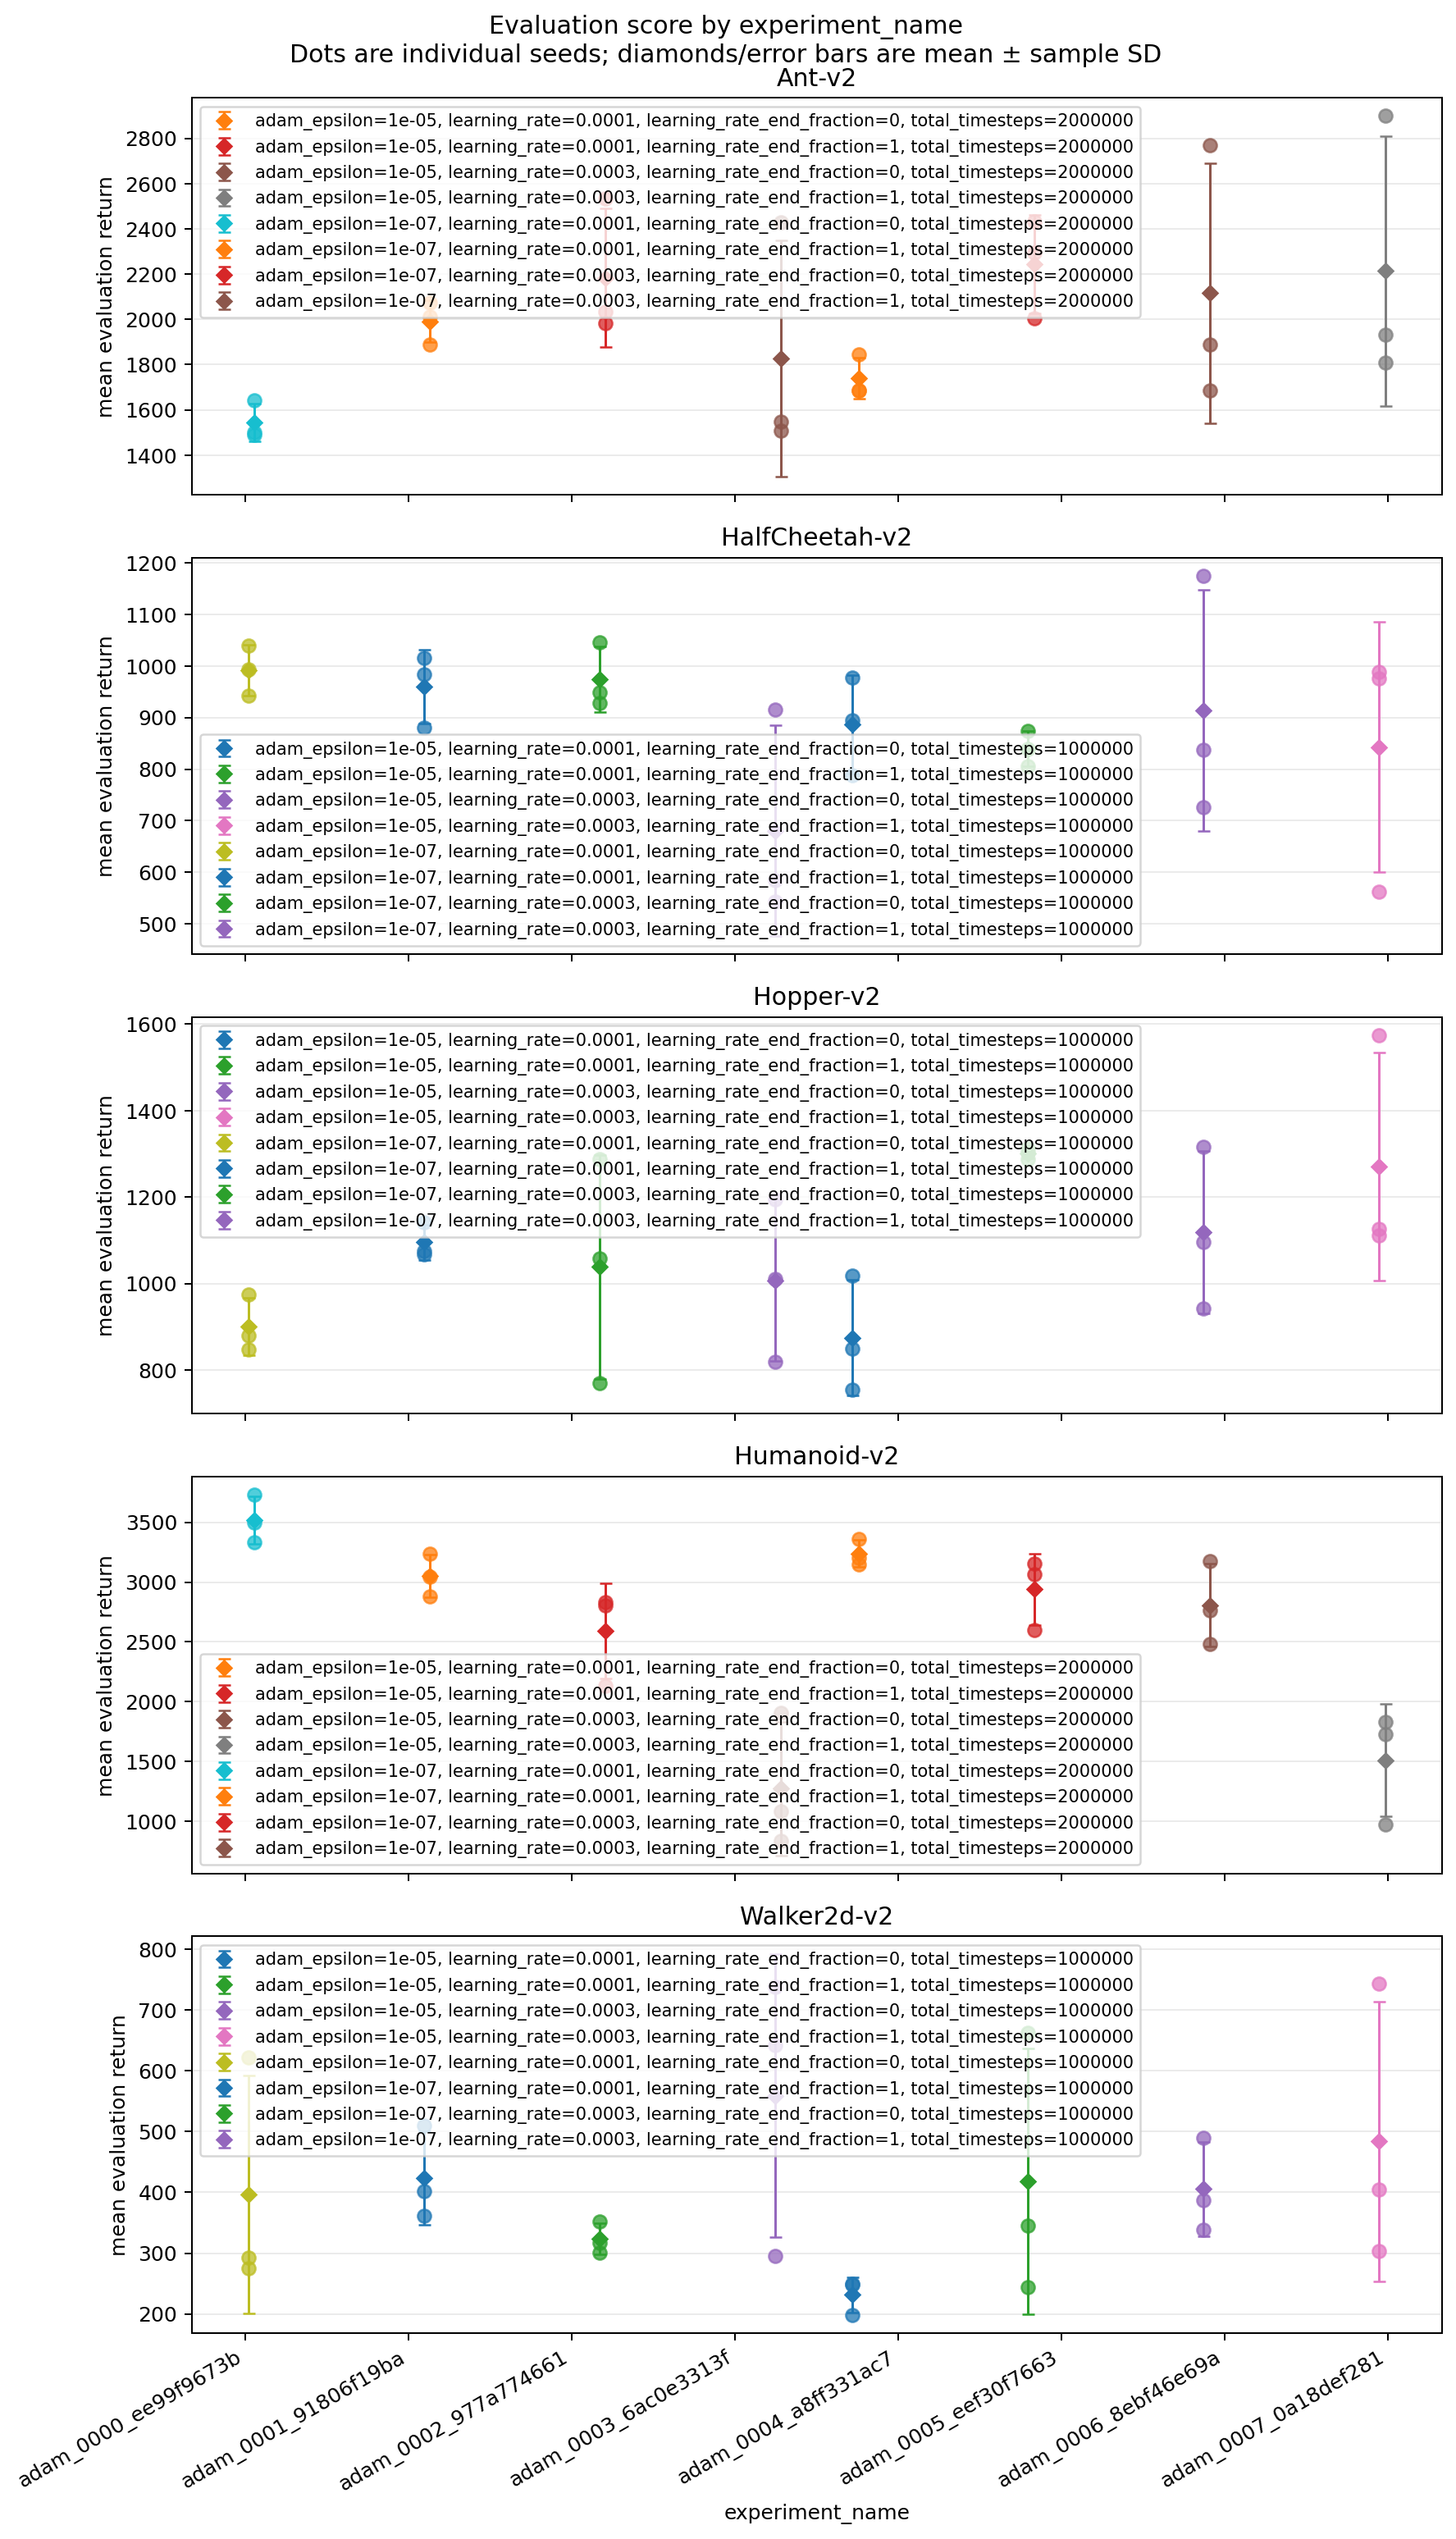 Evaluation score by experiment_name
Dots are individual seeds; diamonds/error bars are mean ± sample SD
Ant-v2
mean evaluation return
2800
2600
2400
2200
2000
1800
1600
1400
adam_epsilon=1e-05, learning_rate=0.0001, learning_rate_end_fraction=0, total_timesteps=2000000
adam_epsilon=1e-05, learning_rate=0.0001, learning_rate_end_fraction=1, total_timesteps=2000000
adam_epsilon=1e-05, learning_rate=0.0003, learning_rate_end_fraction=0, total_timesteps=2000000
adam_epsilon=1e-05, learning_rate=0.0003, learning_rate_end_fraction=1, total_timesteps=2000000
adam_epsilon=1e-07, learning_rate=0.0001, learning_rate_end_fraction=0, total_timesteps=2000000
adam_epsilon=1e-07, learning_rate=0.0001, learning_rate_end_fraction=1, total_timesteps=2000000
adam_epsilon=1e-07, learning_rate=0.0003, learning_rate_end_fraction=0, total_timesteps=2000000
adam_epsilon=1e-07, learning_rate=0.0003, learning_rate_end_fraction=1, total_timesteps=2000000
HalfCheetah-v2
mean evaluation return
1200
1100
1000
900
800
700
600
500
adam_epsilon=1e-05, learning_rate=0.0001, learning_rate_end_fraction=0, total_timesteps=1000000
adam_epsilon=1e-05, learning_rate=0.0001, learning_rate_end_fraction=1, total_timesteps=1000000
adam_epsilon=1e-05, learning_rate=0.0003, learning_rate_end_fraction=0, total_timesteps=1000000
adam_epsilon=1e-05, learning_rate=0.0003, learning_rate_end_fraction=1, total_timesteps=1000000
adam_epsilon=1e-07, learning_rate=0.0001, learning_rate_end_fraction=0, total_timesteps=1000000
adam_epsilon=1e-07, learning_rate=0.0001, learning_rate_end_fraction=1, total_timesteps=1000000
adam_epsilon=1e-07, learning_rate=0.0003, learning_rate_end_fraction=0, total_timesteps=1000000
adam_epsilon=1e-07, learning_rate=0.0003, learning_rate_end_fraction=1, total_timesteps=1000000
Hopper-v2
mean evaluation return
1600
1400
1200
1000
800
adam_epsilon=1e-05, learning_rate=0.0001, learning_rate_end_fraction=0, total_timesteps=1000000
adam_epsilon=1e-05, learning_rate=0.0001, learning_rate_end_fraction=1, total_timesteps=1000000
adam_epsilon=1e-05, learning_rate=0.0003, learning_rate_end_fraction=0, total_timesteps=1000000
adam_epsilon=1e-05, learning_rate=0.0003, learning_rate_end_fraction=1, total_timesteps=1000000
adam_epsilon=1e-07, learning_rate=0.0001, learning_rate_end_fraction=0, total_timesteps=1000000
adam_epsilon=1e-07, learning_rate=0.0001, learning_rate_end_fraction=1, total_timesteps=1000000
adam_epsilon=1e-07, learning_rate=0.0003, learning_rate_end_fraction=0, total_timesteps=1000000
adam_epsilon=1e-07, learning_rate=0.0003, learning_rate_end_fraction=1, total_timesteps=1000000
Humanoid-v2
mean evaluation return
3500
3000
2500
2000
1500
1000
adam_epsilon=1e-05, learning_rate=0.0001, learning_rate_end_fraction=0, total_timesteps=2000000
adam_epsilon=1e-05, learning_rate=0.0001, learning_rate_end_fraction=1, total_timesteps=2000000
adam_epsilon=1e-05, learning_rate=0.0003, learning_rate_end_fraction=0, total_timesteps=2000000
adam_epsilon=1e-05, learning_rate=0.0003, learning_rate_end_fraction=1, total_timesteps=2000000
adam_epsilon=1e-07, learning_rate=0.0001, learning_rate_end_fraction=0, total_timesteps=2000000
adam_epsilon=1e-07, learning_rate=0.0001, learning_rate_end_fraction=1, total_timesteps=2000000
adam_epsilon=1e-07, learning_rate=0.0003, learning_rate_end_fraction=0, total_timesteps=2000000
adam_epsilon=1e-07, learning_rate=0.0003, learning_rate_end_fraction=1, total_timesteps=2000000
Walker2d-v2
mean evaluation return
800
700
600
500
400
300
200
adam_epsilon=1e-05, learning_rate=0.0001, learning_rate_end_fraction=0, total_timesteps=1000000
adam_epsilon=1e-05, learning_rate=0.0001, learning_rate_end_fraction=1, total_timesteps=1000000
adam_epsilon=1e-05, learning_rate=0.0003, learning_rate_end_fraction=0, total_timesteps=1000000
adam_epsilon=1e-05, learning_rate=0.0003, learning_rate_end_fraction=1, total_timesteps=1000000
adam_epsilon=1e-07, learning_rate=0.0001, learning_rate_end_fraction=0, total_timesteps=1000000
adam_epsilon=1e-07, learning_rate=0.0001, learning_rate_end_fraction=1, total_timesteps=1000000
adam_epsilon=1e-07, learning_rate=0.0003, learning_rate_end_fraction=0, total_timesteps=1000000
adam_epsilon=1e-07, learning_rate=0.0003, learning_rate_end_fraction=1, total_timesteps=1000000
adam_0000_ee99f9673b
adam_0001_91806f19ba
adam_0002_977a774661
adam_0003_6ac0e3313f
adam_0004_a8ff331ac7
adam_0005_eef30f7663
adam_0006_8ebf46e69a
adam_0007_0a18def281
experiment_name